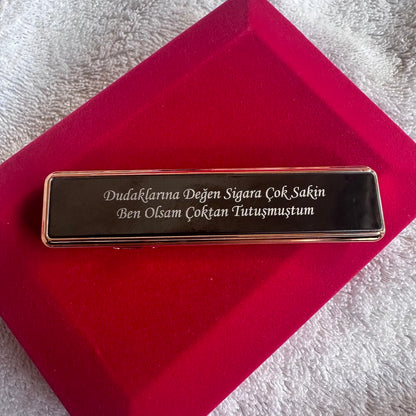 Dudaklarına Değen Sigara Çok Sakin
Ben Olsam Çoktan Tutuşmuştum